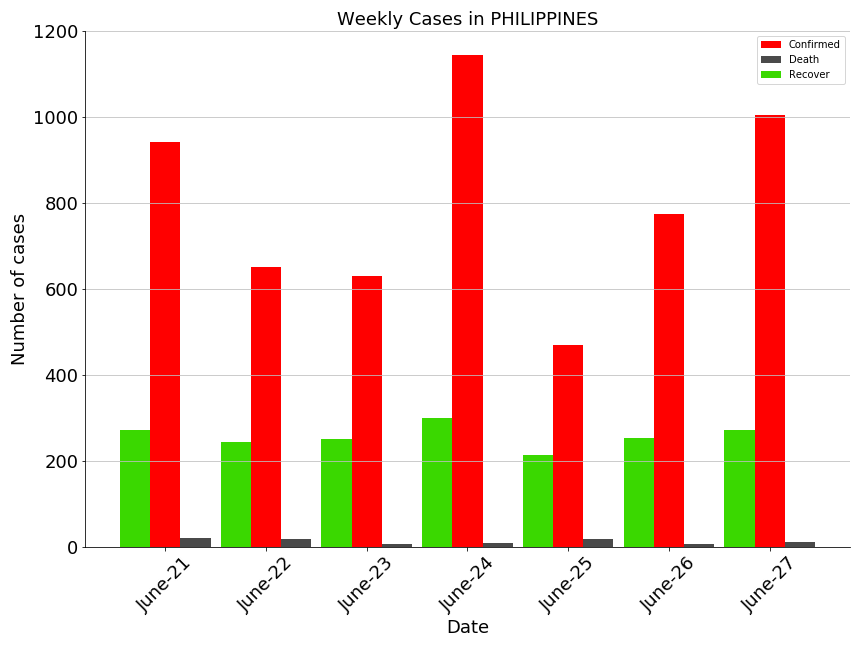 Weekly Cases in PHILIPPINES
Confirmed
Death
Recover
1200
1000
800
600
400
200
0
Number of cases
June-21
June-22
June-23
June-24
June-25
June-26
June-27
Date